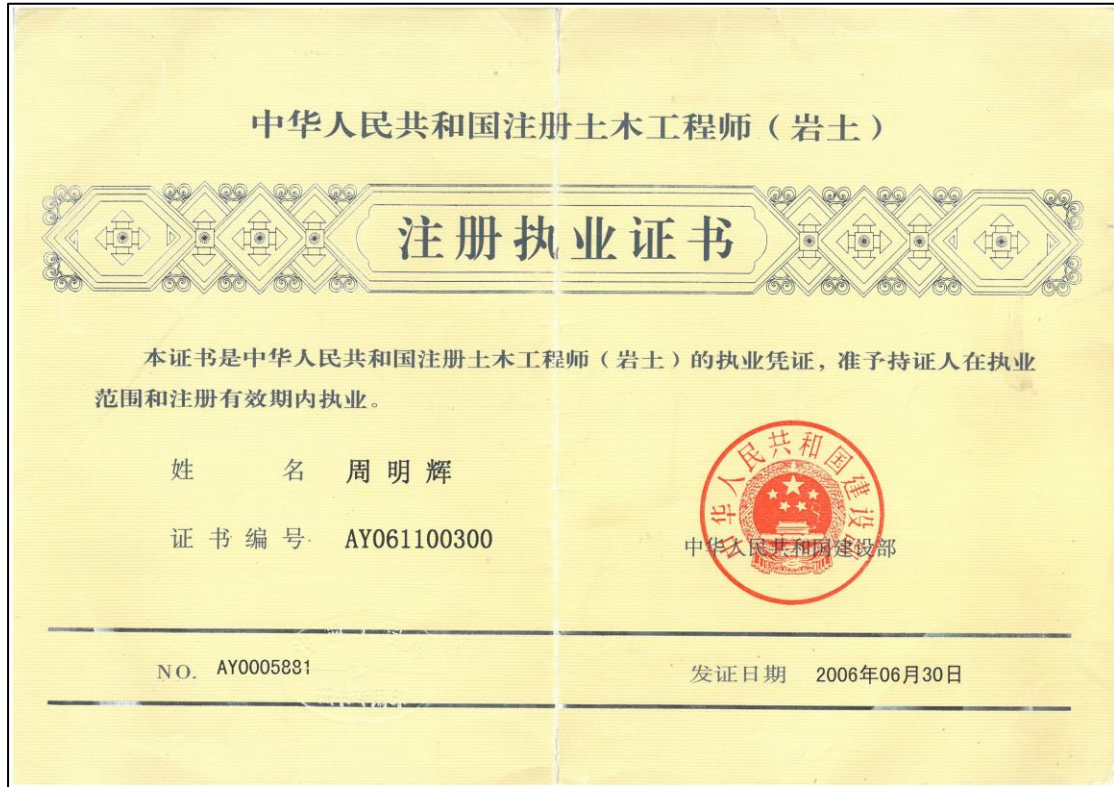 中华人民共和国注册土木工程师（岩土）
注册执业证书
本证书是中华人民共和国注册土木工程师（岩土）的执业凭证，准予持证人在执业
范围和注册有效期内执业。
姓 名 周明辉
证书编号 AY061100300
中华人民共和国建设部
中华人民共和国建设部
NO. AY0005881
发证日期 2006年06月30日